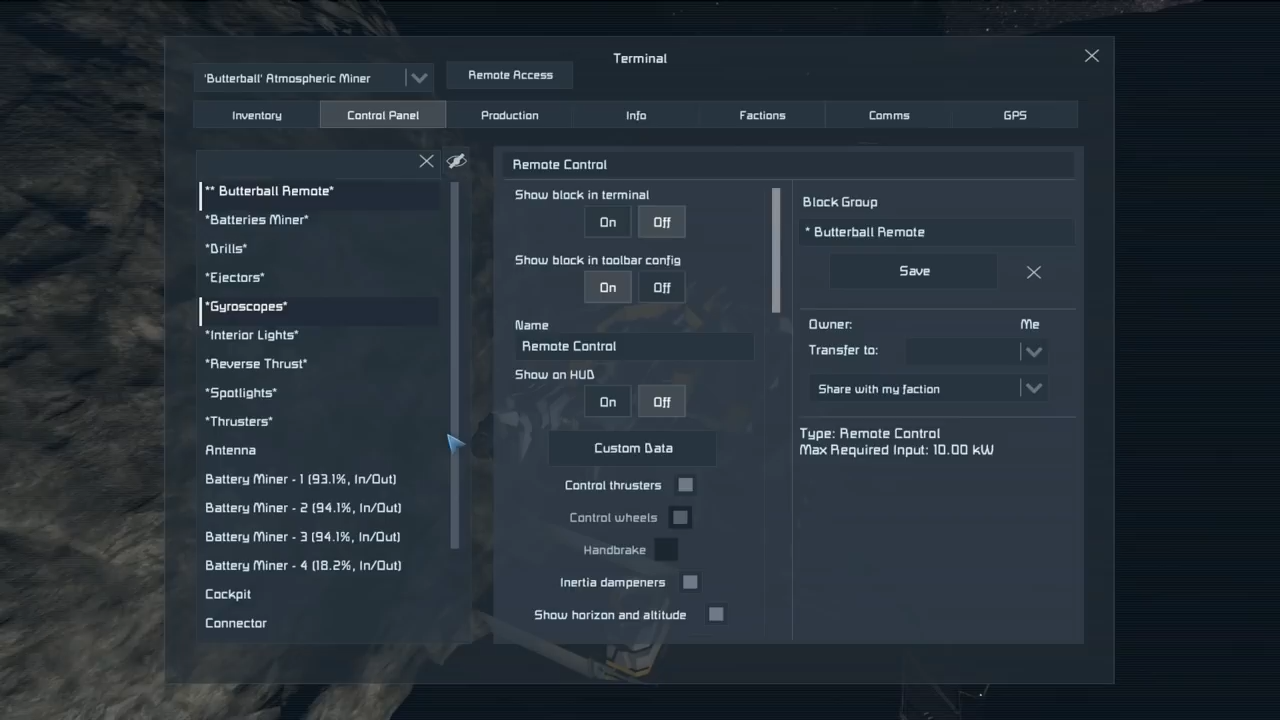 Terminal
'Butterball' Atmospheric Miner
Remote Access
Inventory
Control Panel
Production
Info
Factions
Comms
GPS
** Butterball Remote*
*Batteries Miner*
*Drills*
*Ejectors*
*Gyroscopes*
*Interior Lights*
*Reverse Thrust*
*Spotlights*
*Thrusters*
Antenna
Battery Miner - 1 (93.1%, In/Out)
Battery Miner - 2 (94.1%, In/Out)
Battery Miner - 3 (94.1%, In/Out)
Battery Miner - 4 (18.2%, In/Out)
Cockpit
Connector
Remote Control
Show block in terminal
On
Off
Show block in toolbar config
On
Off
Name
Remote Control
Show on HUD
On
Off
Custom Data
Control thrusters
Control wheels
Handbrake
Inertia dampeners
Show horizon and altitude
Block Group
* Butterball Remote
Save
Owner:
Me
Transfer to:
Share with my faction
Type: Remote Control
Max Required Input: 10.00 kW